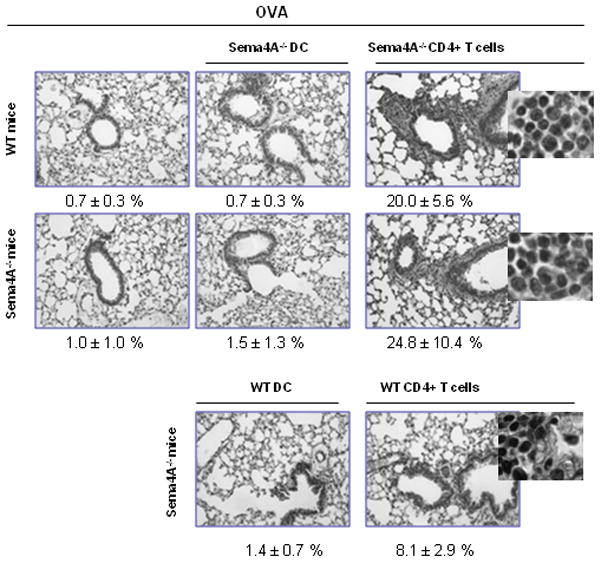 OVA
Sema4A-/- DC Sema4A-/- CD4+ T cells
WT mice
0.7 ± 0.3 % 0.7 ± 0.3 % 20.0 ± 5.6 %
Sema4A-/- mice
1.0 ± 1.0 % 1.5 ± 1.3 % 24.8 ± 10.4 %
WT DC WT CD4+ T cells
Sema4A-/- mice
1.4 ± 0.7 % 8.1 ± 2.9 %